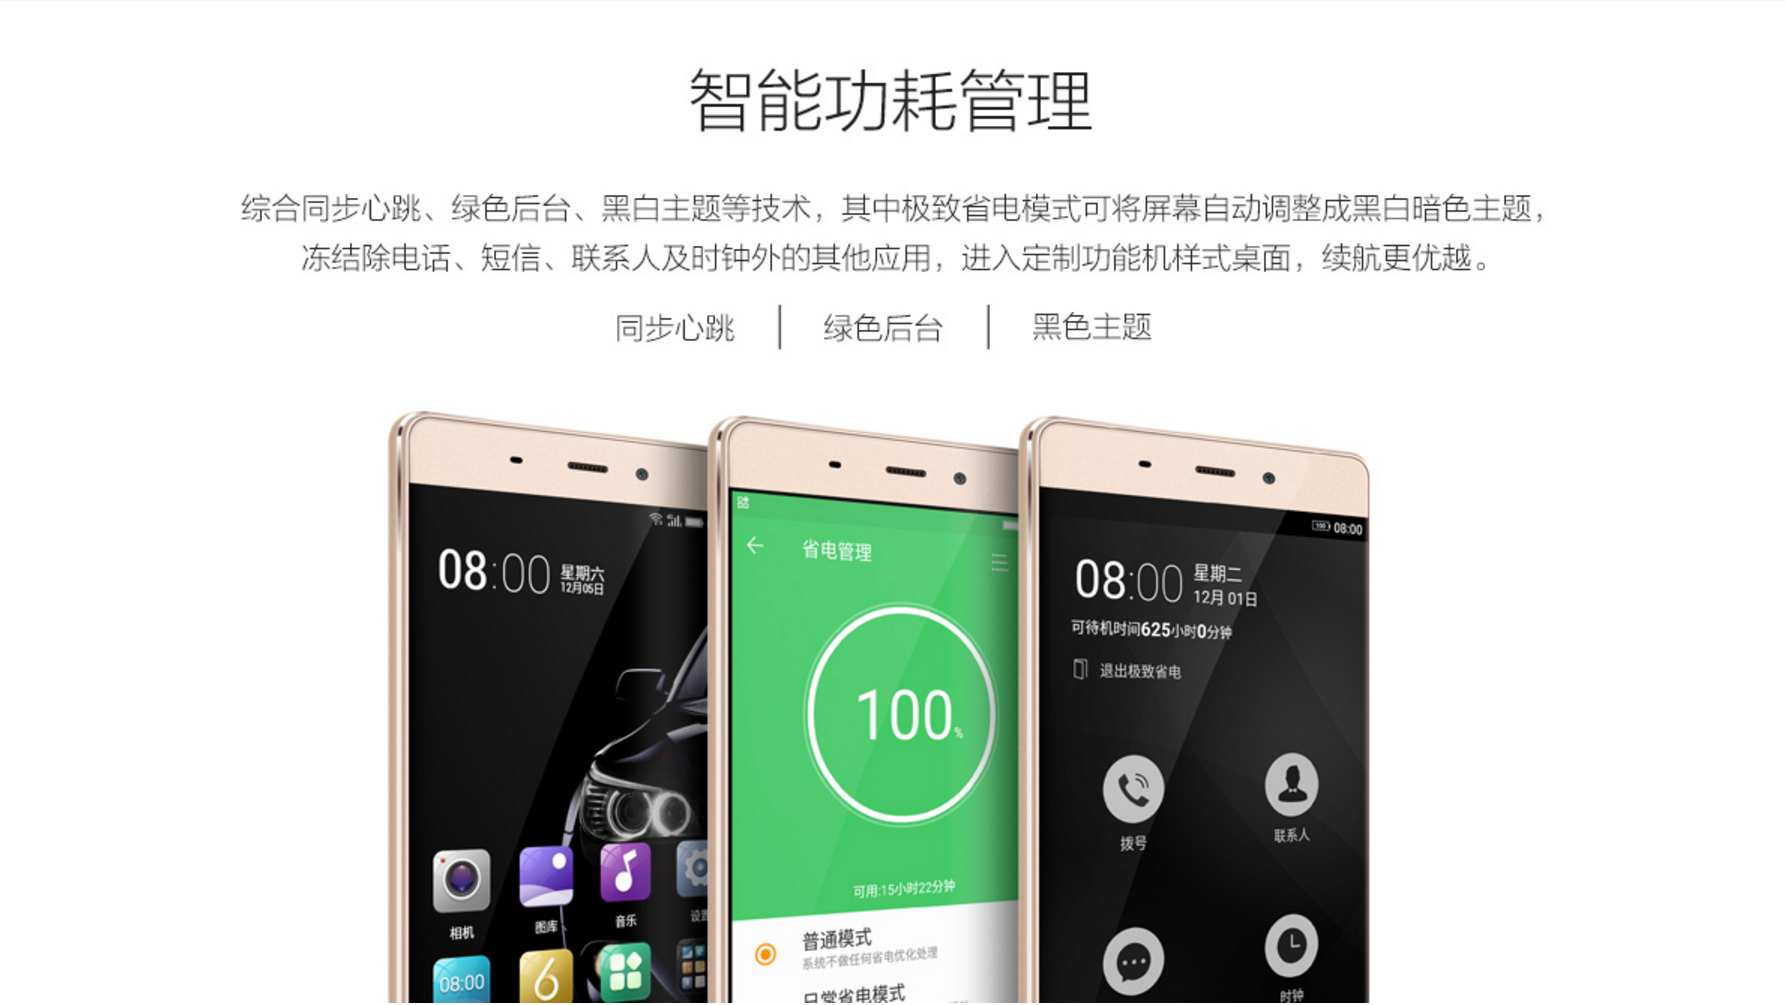 智能功耗管理
综合同步心跳、绿色后台、黑白主题等技术，其中极致省电模式可将屏幕自动调整成黑白暗色主题，
冻结除电话、短信、联系人及时钟外的其他应用，进入定制功能机样式桌面，续航更优越。
同步心跳 绿色后台 黑色主题
08:00 星期六
12月05日
相机 图库 音乐 设置
08:00 6
省电管理
100%
可用:15小时22分钟
普通模式
系统不做任何省电优化处理
日常省电模式
100 08:00
08:00 星期二
12月 01日
可待机时间625小时0分钟
退出极致省电
拨号 联系人
时钟